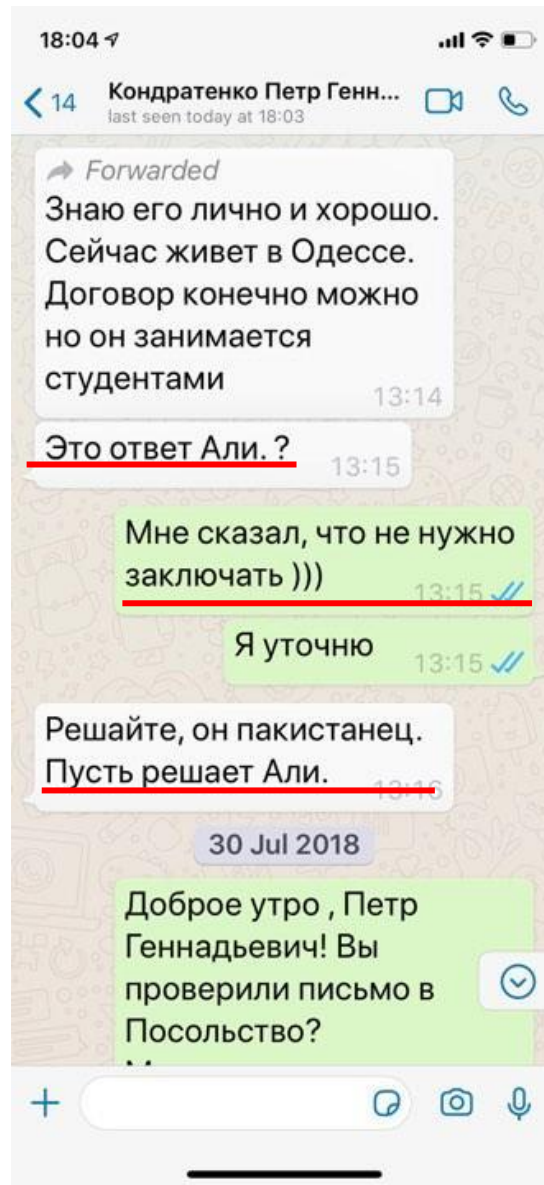 18:04
14 Кондратенко Петр Генн...
last seen today at 18:03
Forwarded
Знаю его лично и хорошо.
Сейчас живет в Одессе.
Договор конечно можно
но он занимается
студентами
13:14
Это ответ Али. ?
13:15
Мне сказал, что не нужно
заключать )))
13:15
Я уточню
13:15
Решайте, он пакистанец.
Пусть решает Али.
13:16
30 Jul 2018
Доброе утро , Петр
Геннадьевич! Вы
проверили письмо в
Посольство?